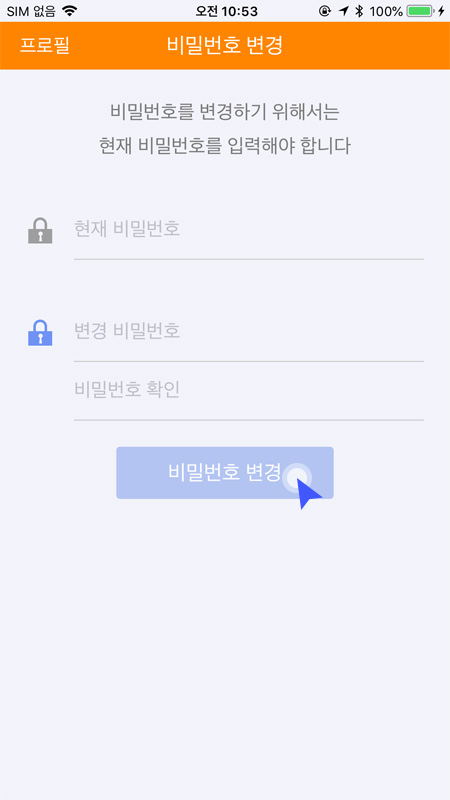 SIM 없음 오전 10:53 100%
프로필 비밀번호 변경
비밀번호를 변경하기 위해서는
현재 비밀번호를 입력해야 합니다
현재 비밀번호
변경 비밀번호
비밀번호 확인
비밀번호 변경